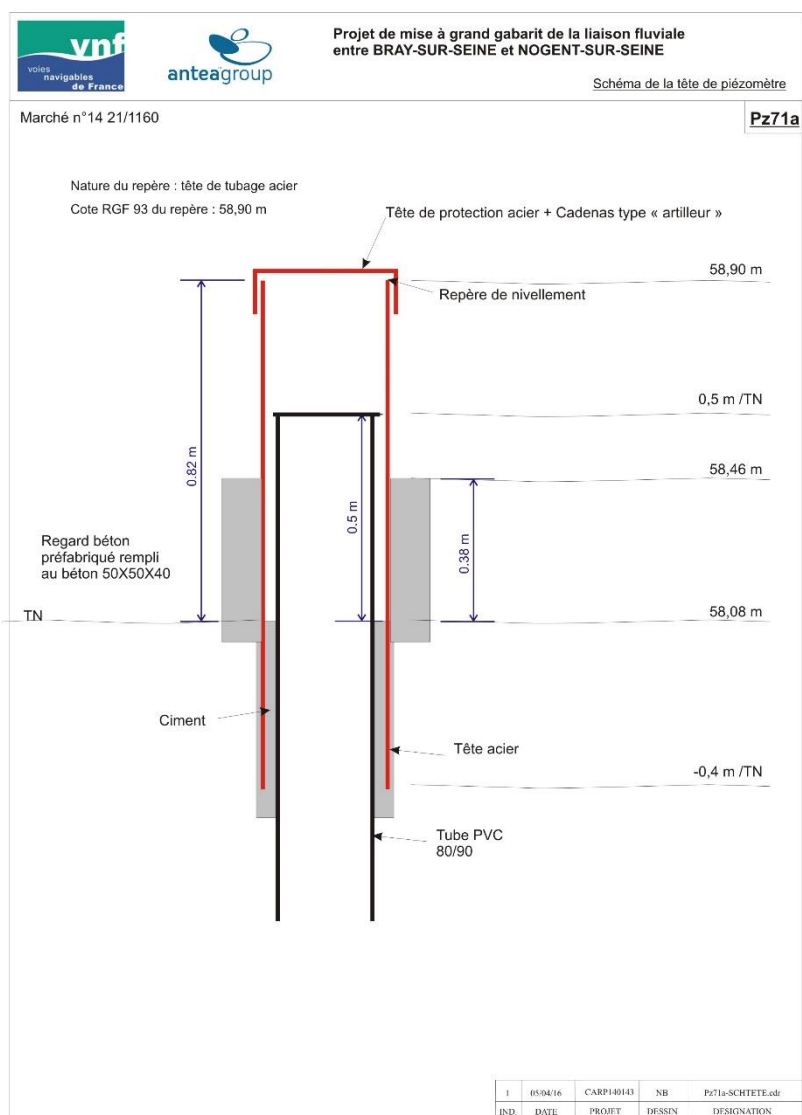 vnf
voies
navigables
de France
anteagroup
Projet de mise à grand gabarit de la liaison fluviale
entre BRAY-SUR-SEINE et NOGENT-SUR-SEINE
Schéma de la tête de piézomètre
Marché n°14 21/1160
Pz71a
Nature du repère : tête de tubage acier
Cote RGF 93 du repère : 58,90 m
Tête de protection acier + Cadenas type « artilleur »
58,90 m
Repère de nivellement
0,5 m /TN
58,46 m
0.82 m
0.5 m
0.38 m
Regard béton
préfabriqué rempli
au béton 50X50X40
TN
58,08 m
Ciment
Tête acier
-0,4 m /TN
Tube PVC
80/90
1 05/04/16 CARP140143 NB Pz71a-SCHTETE.cdr
IND. DATE PROJET DESSIN DESIGNATION